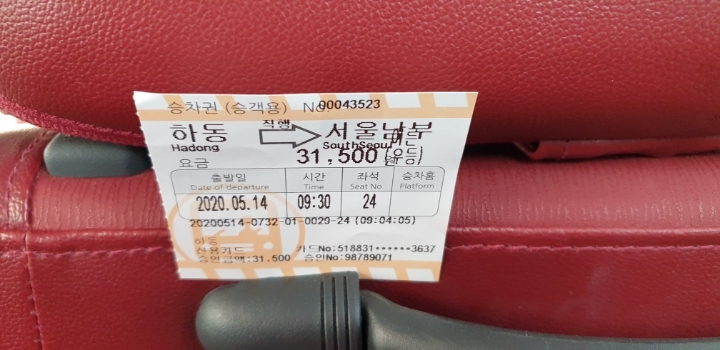 승차권 (승객용) No.00043523
하동 직행 서울남부
Hadong SouthSeoul
요금 31,500
출발일 시간 좌석 승차홈
Date of departure Time Seat No Platform
2020.05.14 09:30 24
20200514-0732-01-0029-24 (09:04:05)
하동
신용카드 카드No:518831******3637
승인금액:31.500 승인No:98789071